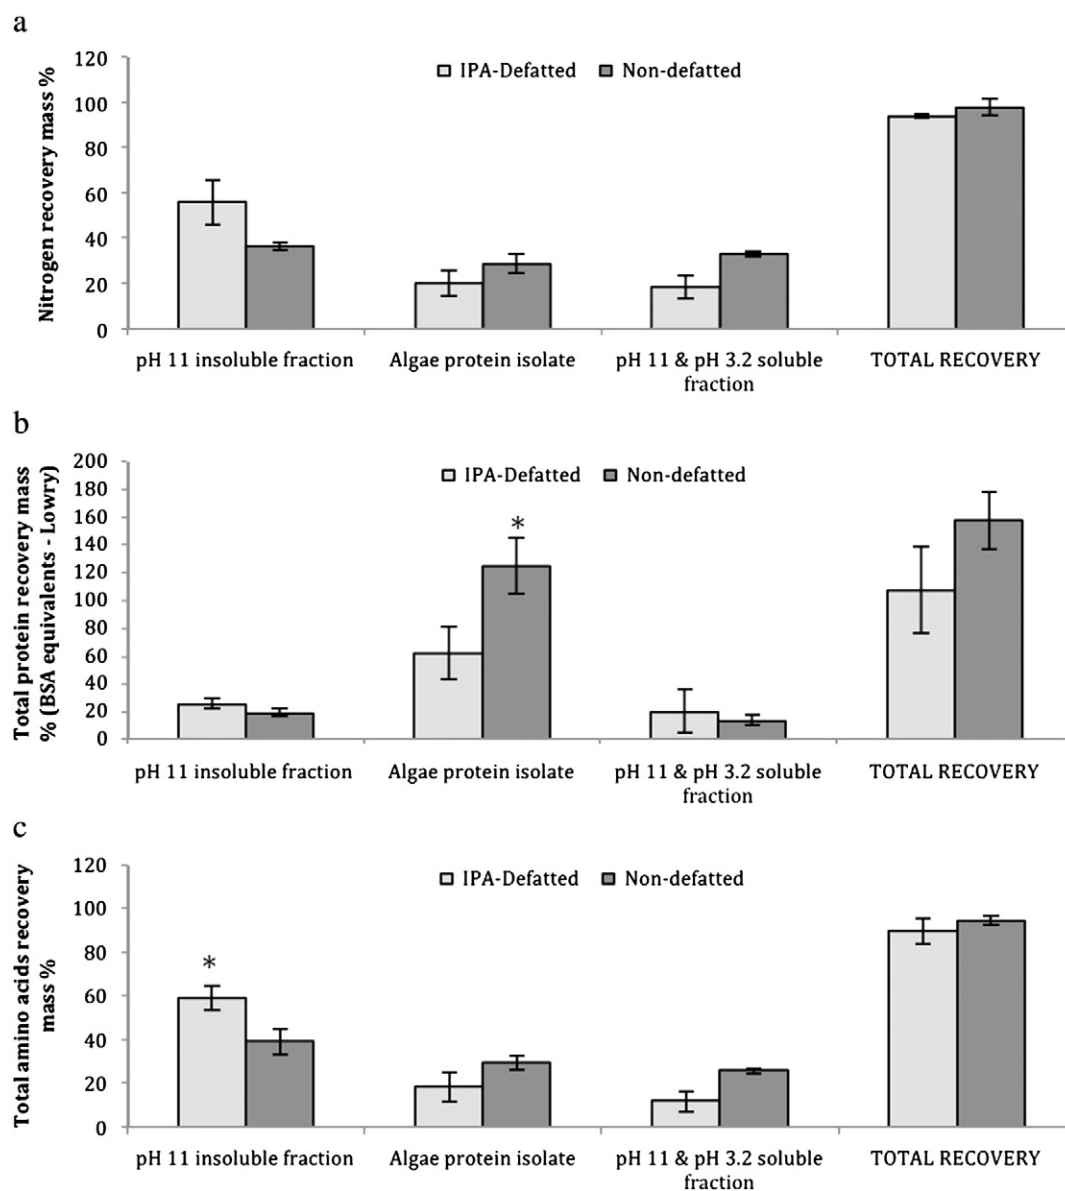 a
Nitrogen recovery mass %
120
100
80
60
40
20
0
IPA-Defatted Non-defatted
pH 11 insoluble fraction Algae protein isolate pH 11 & pH 3.2 soluble TOTAL RECOVERY
fraction
b
Total protein recovery mass
% (BSA equivalents - Lowry)
200
180
160
140
120
100
80
60
40
20
0
IPA-Defatted Non-defatted
*
pH 11 insoluble fraction Algae protein isolate pH 11 & pH 3.2 soluble TOTAL RECOVERY
fraction
c
Total amino acids recovery
mass %
120
100
80
60
40
20
0
IPA-Defatted Non-defatted
*
pH 11 insoluble fraction Algae protein isolate pH 11 & pH 3.2 soluble TOTAL RECOVERY
fraction